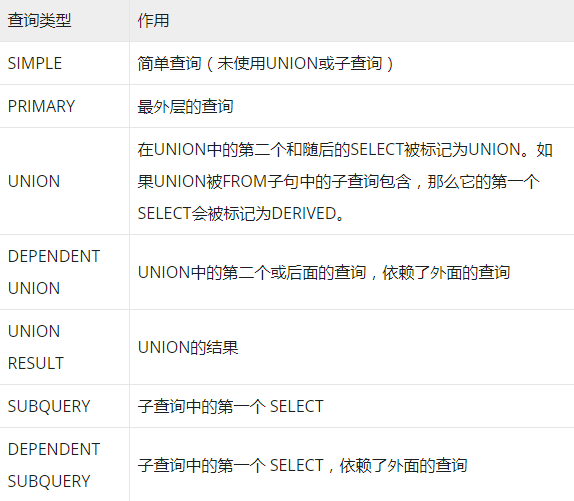 查询类型 作用
SIMPLE 简单查询（未使用UNION或子查询）
PRIMARY 最外层的查询
在UNION中的第二个和随后的SELECT被标记为UNION。如
UNION 果UNION被FROM子句中的子查询包含，那么它的第一个
SELECT会被标记为DERIVED。
DEPENDENT
UNION中的第二个或后面的查询，依赖了外面的查询
UNION
UNION
UNION的结果
RESULT
SUBQUERY 子查询中的第一个 SELECT
DEPENDENT
子查询中的第一个 SELECT，依赖了外面的查询
SUBQUERY